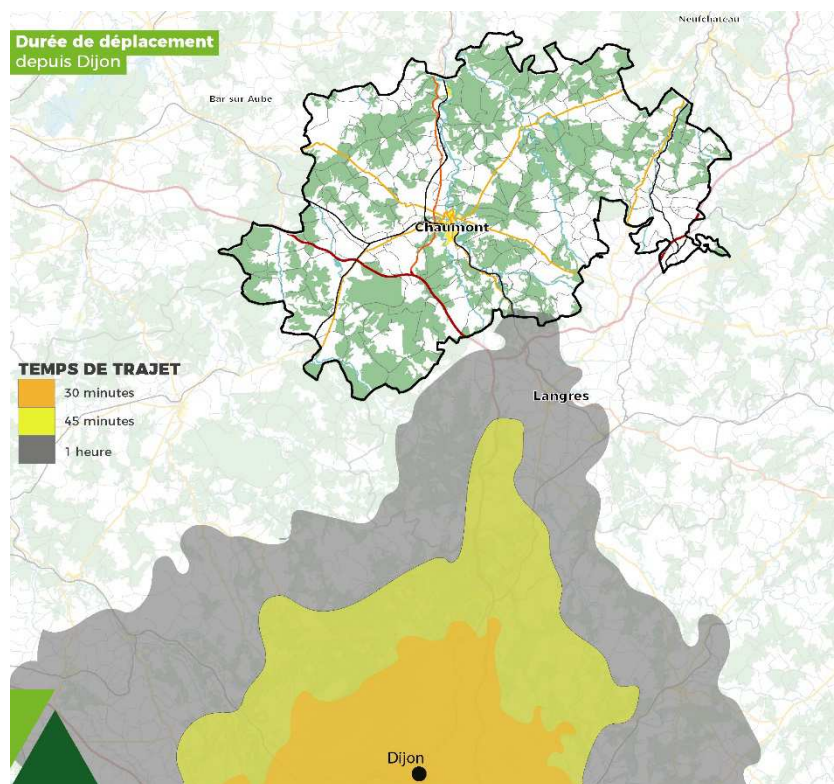 Durée de déplacement
depuis Dijon
Neufchateau
Bar sur Aube
Chaumont
TEMPS DE TRAJET
30 minutes
45 minutes
1 heure
Langres
Dijon